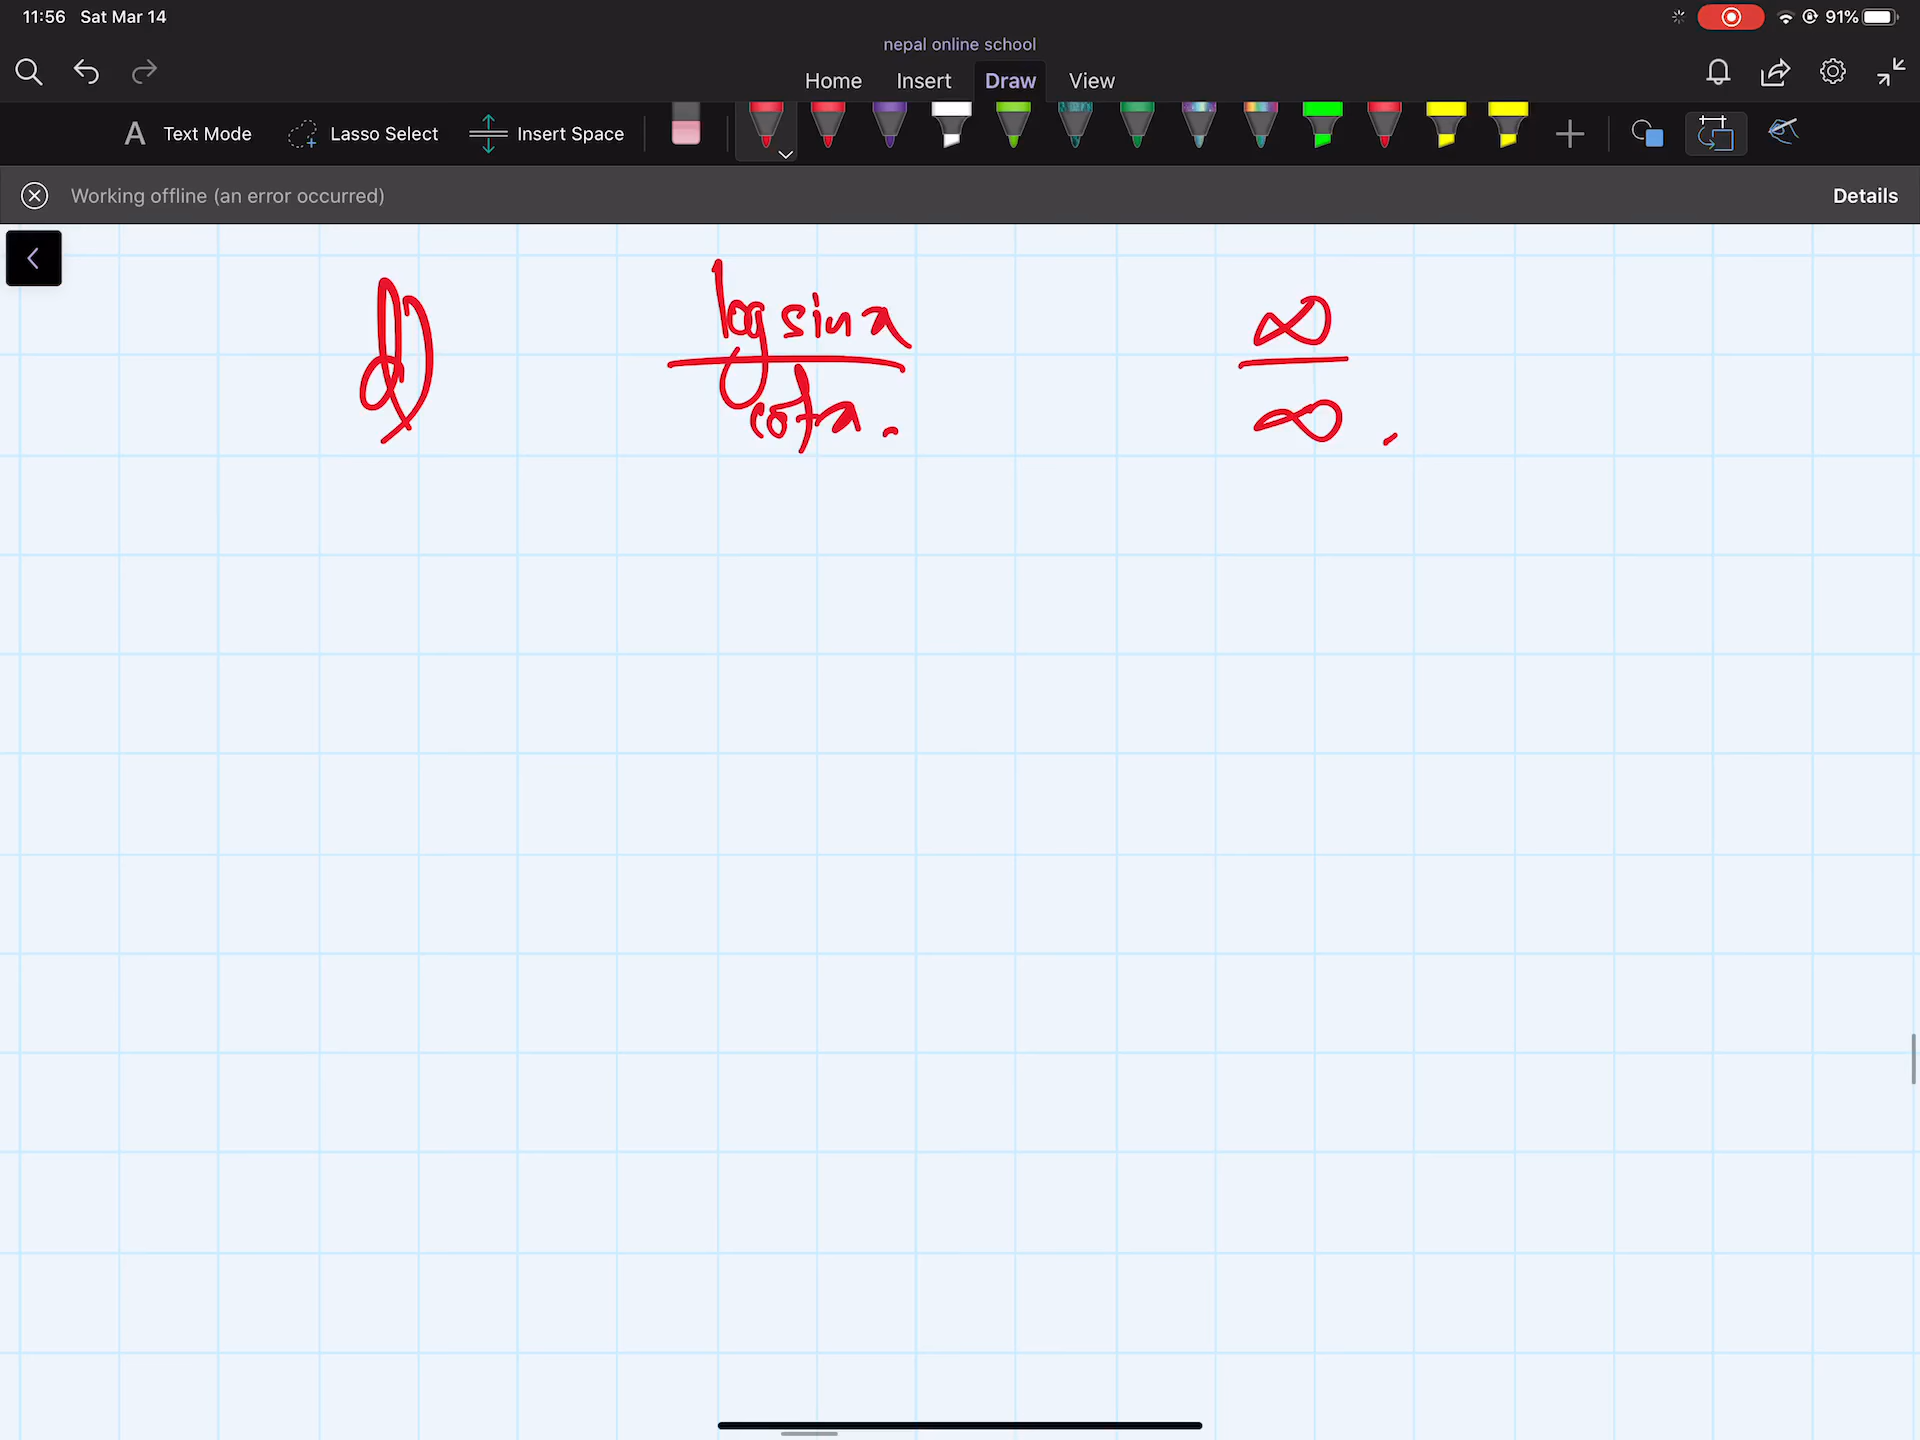 11:56 Sat Mar 14
91%
nepal online school
Home Insert Draw View
Text Mode Lasso Select Insert Space
Working offline (an error occurred) Details
d) log sin x / cot x. ∞ / ∞ .